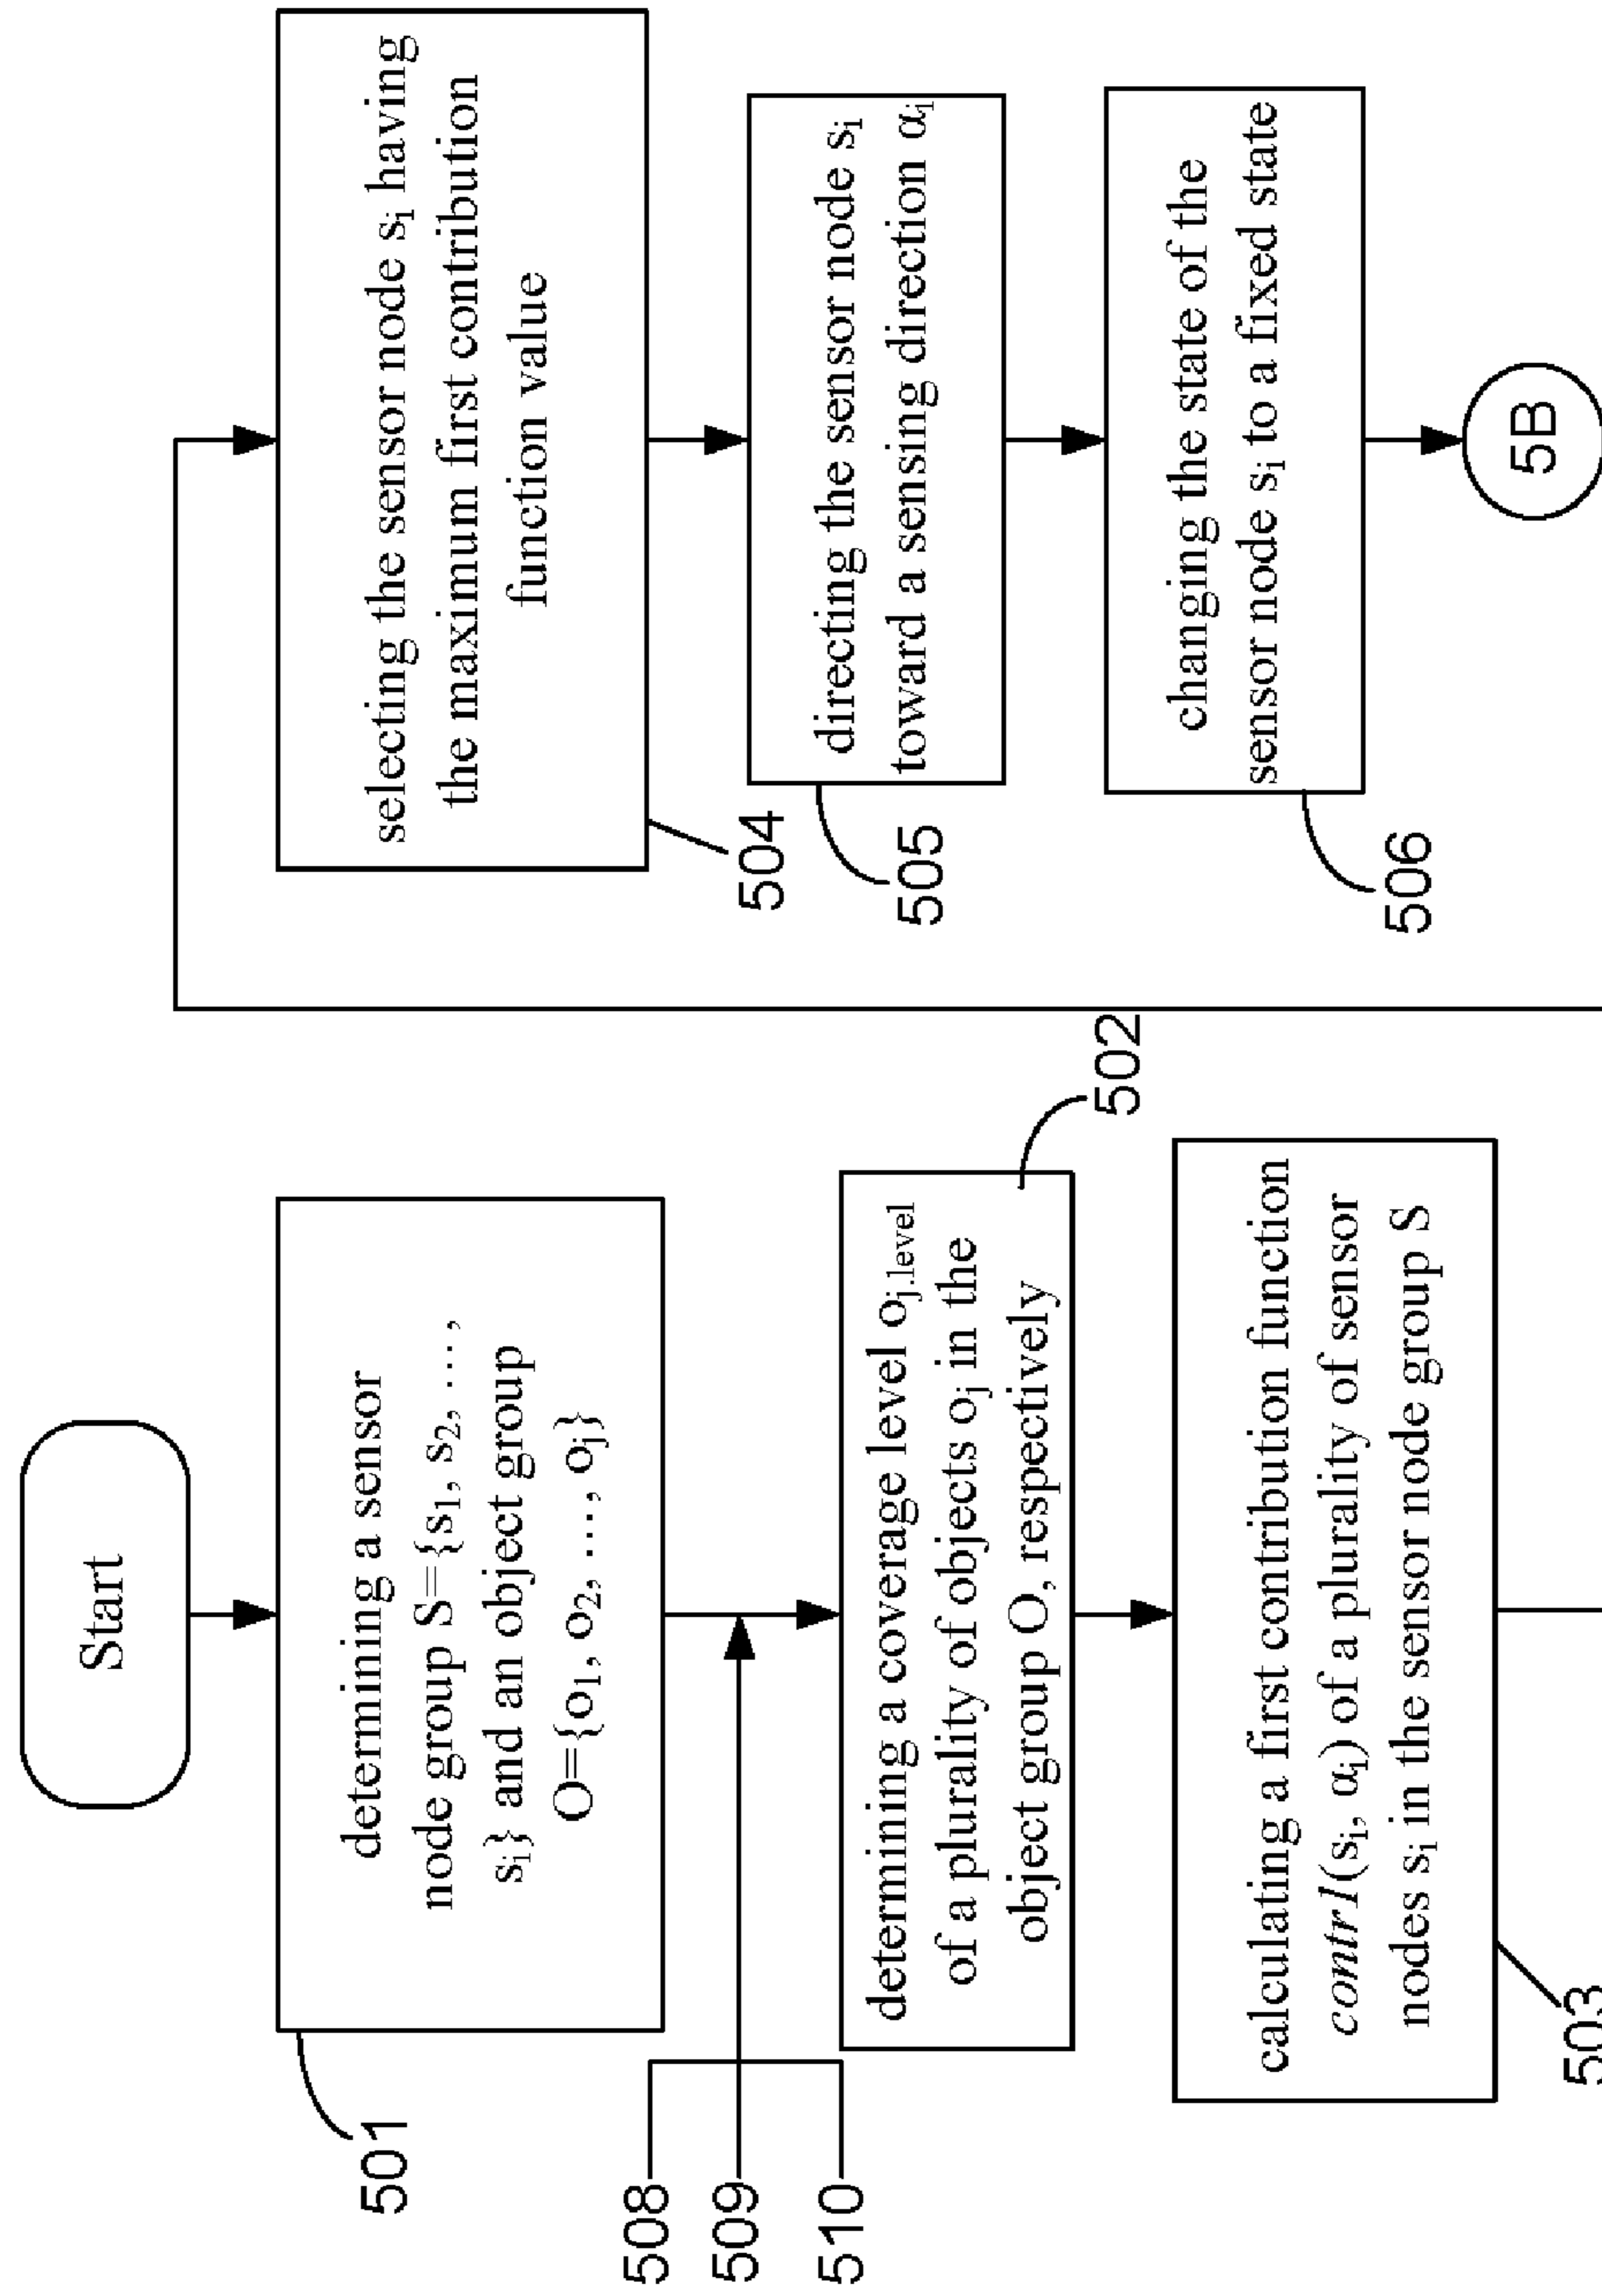 Start
determining a sensor
node group S={s1, s2, …,
si} and an object group
O={o1, o2, …, oj}
501
508
509
510
determining a coverage level oj.level
of a plurality of objects oj in the
object group O, respectively
502
calculating a first contribution function
contr1(si, αi) of a plurality of sensor
nodes si in the sensor node group S
503
selecting the sensor node si having
the maximum first contribution
function value
504
directing the sensor node si
toward a sensing direction αi
505
changing the state of the
sensor node si to a fixed state
506
5B